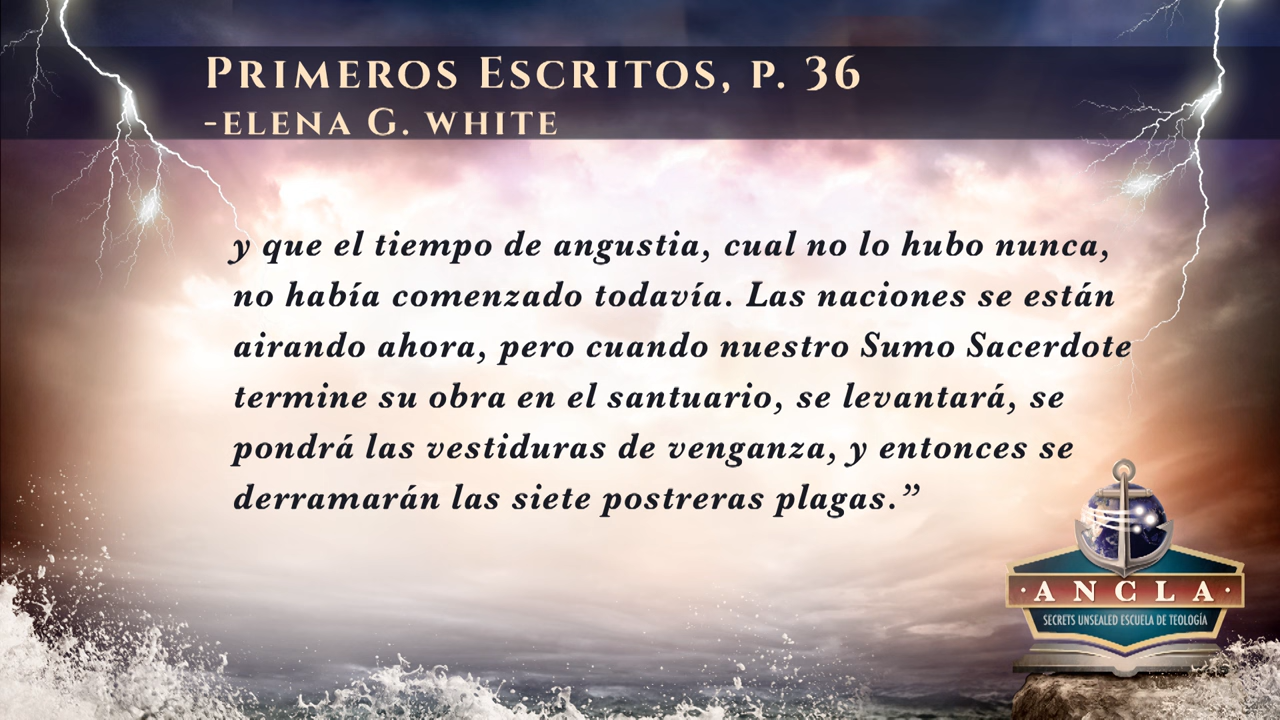 Primeros Escritos, p. 36
-Elena G. White
y que el tiempo de angustia, cual no lo hubo nunca,
no había comenzado todavía. Las naciones se están
airando ahora, pero cuando nuestro Sumo Sacerdote
termine su obra en el santuario, se levantará, se
pondrá las vestiduras de venganza, y entonces se
derramarán las siete postreras plagas.”
·ANCLA·
SECRETS UNSEALED ESCUELA DE TEOLOGÍA